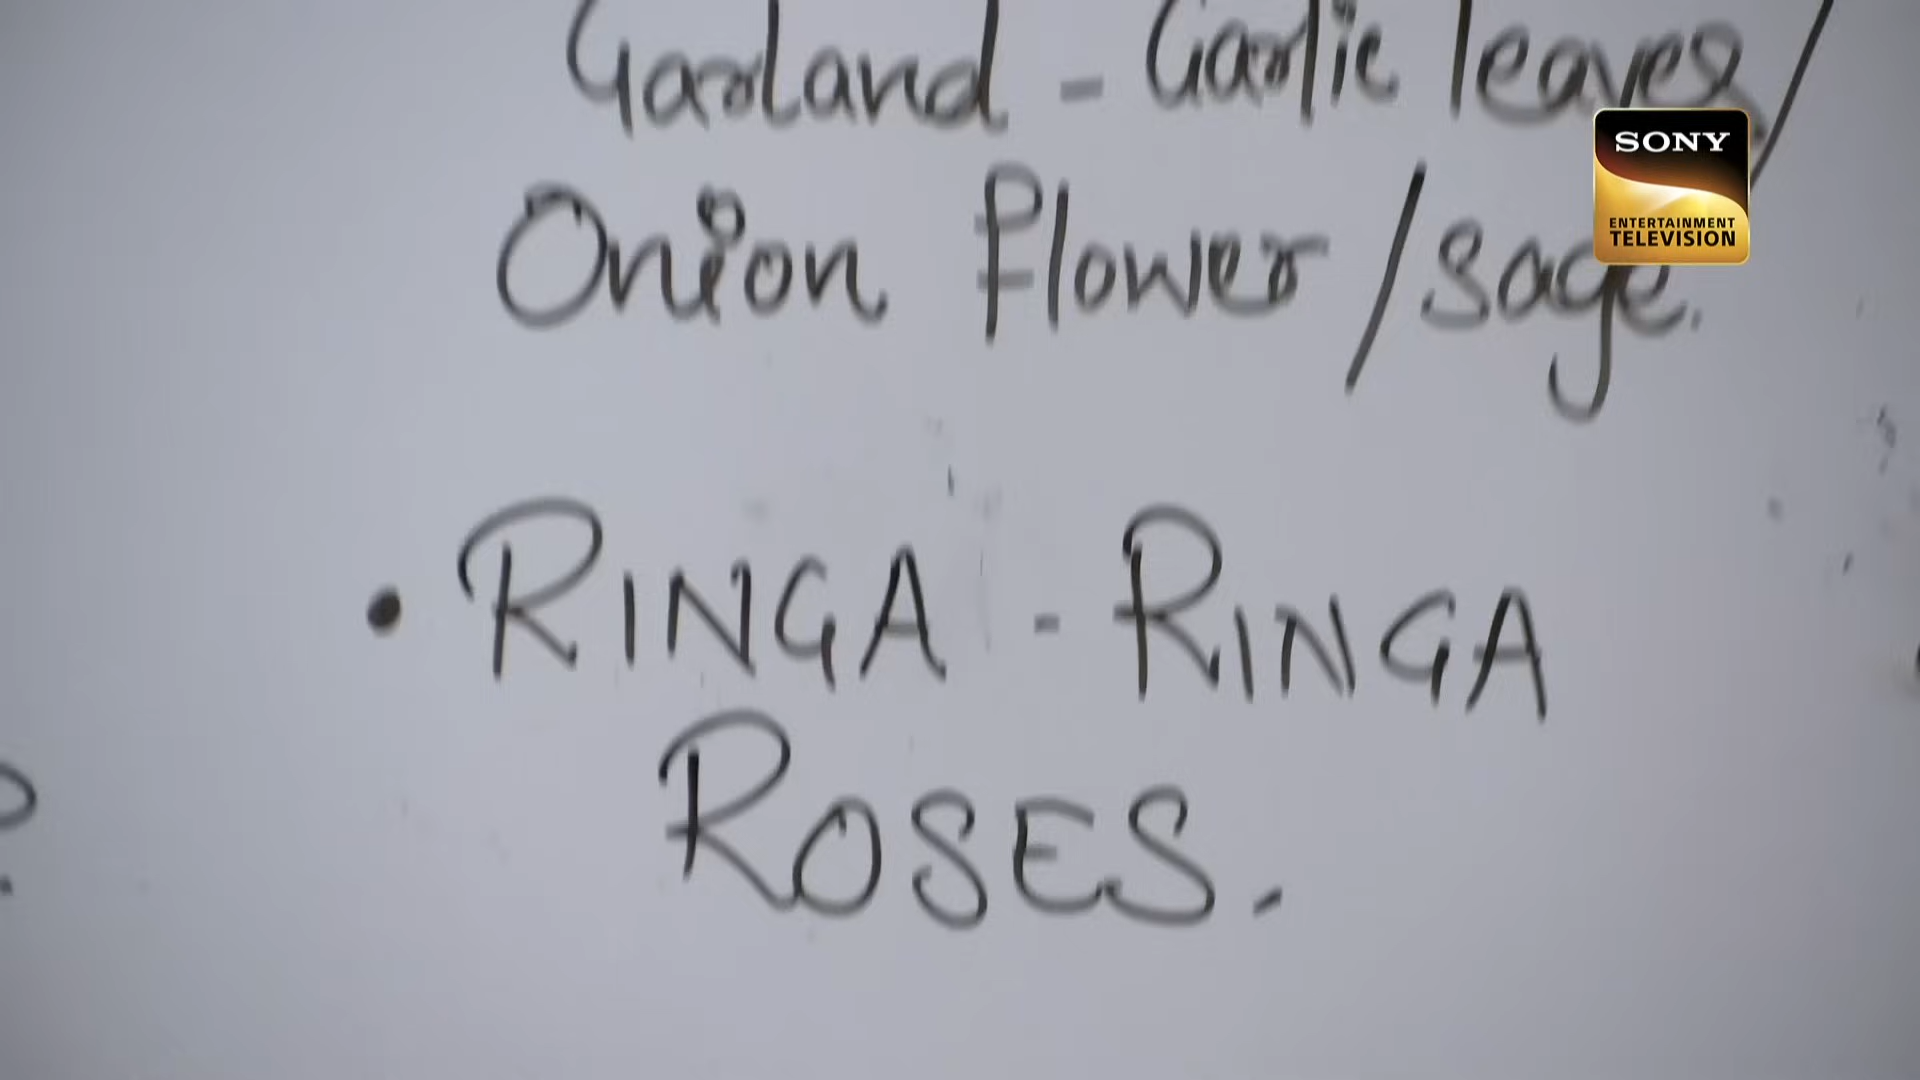 Garland - Garlic leaves/
Onion Flower/sage.
• RINGA - RINGA
ROSES.
SONY
ENTERTAINMENT
TELEVISION